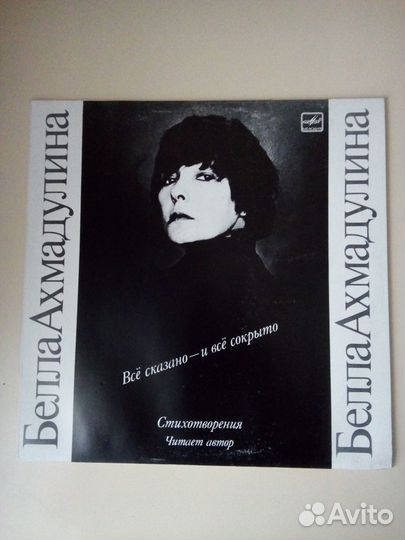 Белла Ахмадулина
Всё сказано — и всё сокрыто
Стихотворения
Читает автор
Белла Ахмадулина
Avito